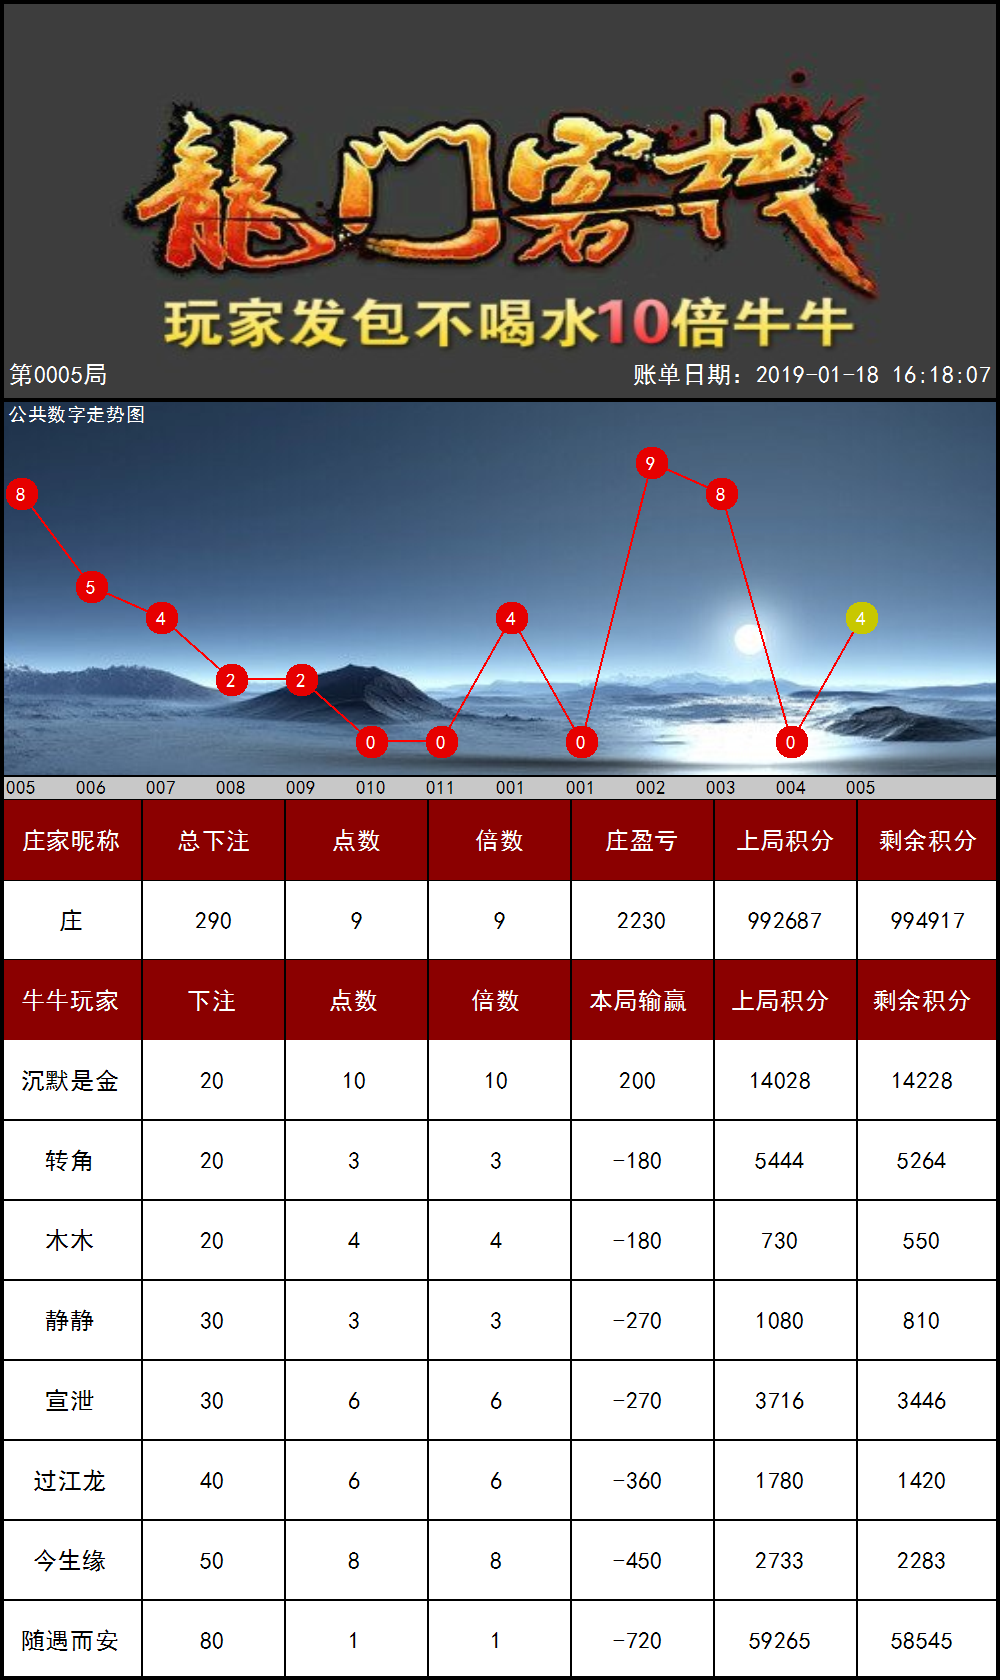 龍门客栈
玩家发包不喝水10倍牛牛
第0005局 账单日期：2019-01-18 16:18:07
公共数字走势图
8 5 4 2 2 0 0 4 0 9 8 0 4
005 006 007 008 009 010 011 001 001 002 003 004 005
庄家昵称 总下注 点数 倍数 庄盈亏 上局积分 剩余积分
庄 290 9 9 2230 992687 994917
牛牛玩家 下注 点数 倍数 本局输赢 上局积分 剩余积分
沉默是金 20 10 10 200 14028 14228
转角 20 3 3 -180 5444 5264
木木 20 4 4 -180 730 550
静静 30 3 3 -270 1080 810
宣泄 30 6 6 -270 3716 3446
过江龙 40 6 6 -360 1780 1420
今生缘 50 8 8 -450 2733 2283
随遇而安 80 1 1 -720 59265 58545